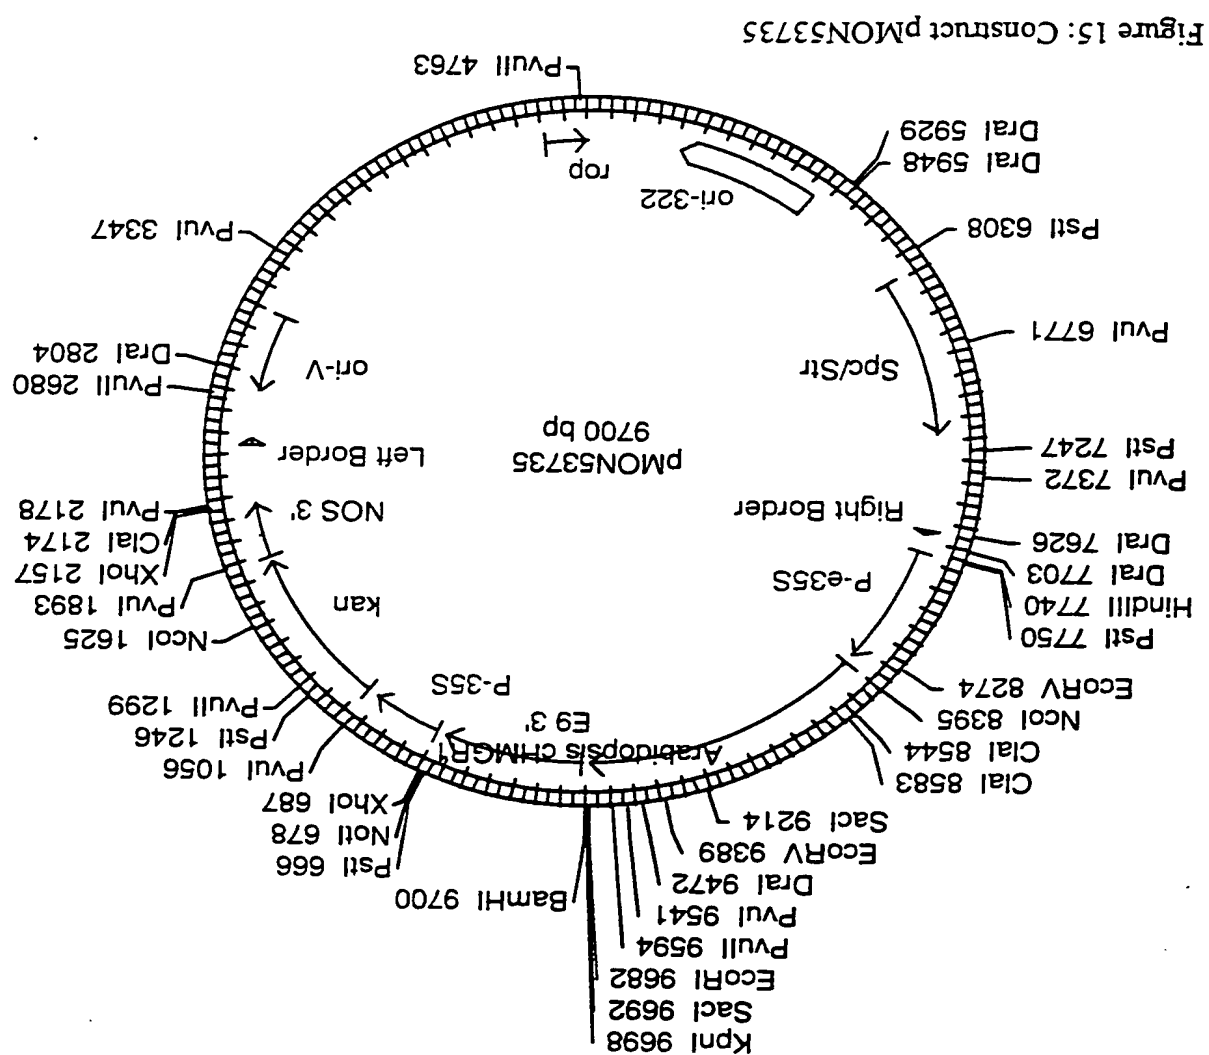 KpnI 9698
SacI 9692
EcoRI 9682
PvuII 9594
PvuI 9541
DraI 9472
EcoRV 9389
SacI 9214
ClaI 8583
ClaI 8544
NcoI 8395
EcoRV 8274
PstI 7750
HindIII 7740
DraI 7703
DraI 7626
PvuI 7372
PstI 7247
PvuI 6771
PstI 6308
DraI 5948
DraI 5929
BamHI 9700
PstI 666
NotI 678
XhoI 687
PvuI 1056
PstI 1246
PvuII 1299
NcoI 1625
PvuI 1893
XhoI 2157
ClaI 2174
PvuI 2178
PvuII 2680
DraI 2804
PvuI 3347
PvuII 4763
Arabidopsis cHMGR1
E9 3'
P-35S
kan
NOS 3'
Left Border
ori-V
P-e35S
Right Border
pMON53735
9700 bp
Spc/Str
ori-322
rop
Figure 15: Construct pMON53735